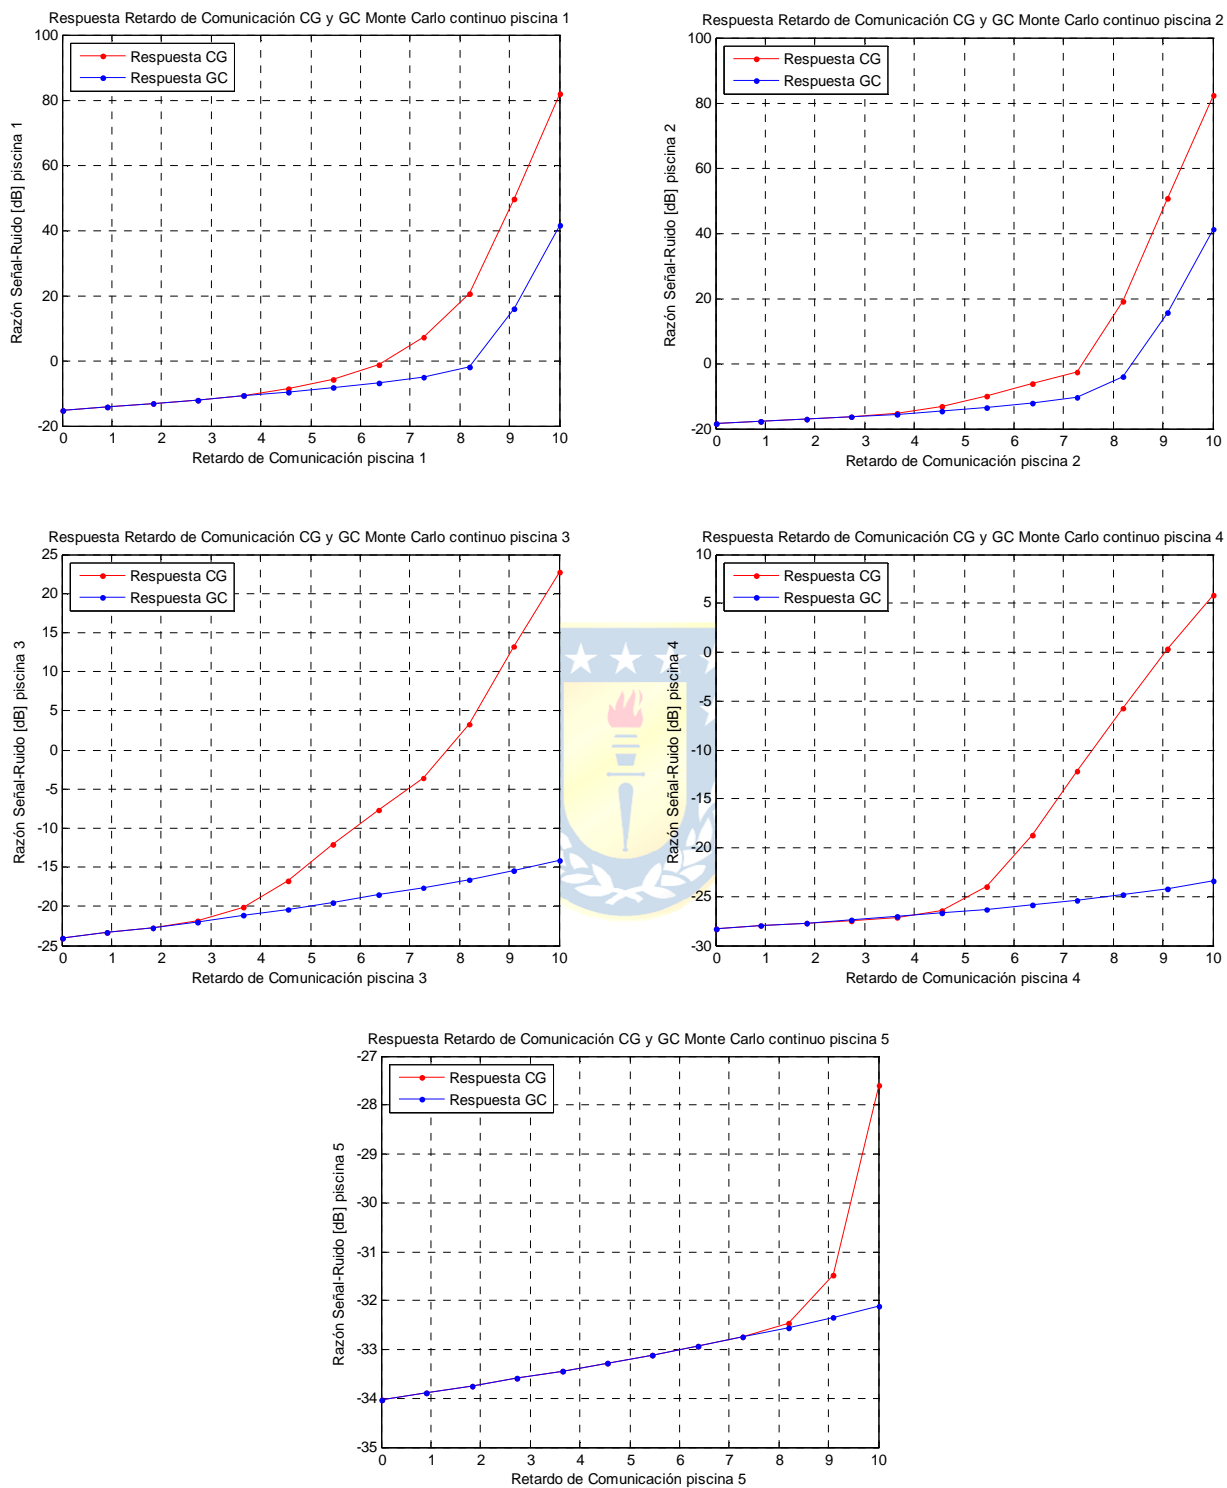 Respuesta Retardo de Comunicación CG y GC Monte Carlo continuo piscina 1
Respuesta CG
Respuesta GC
Razón Señal-Ruido [dB] piscina 1
100
80
60
40
20
0
-20
0 1 2 3 4 5 6 7 8 9 10
Retardo de Comunicación piscina 1
Respuesta Retardo de Comunicación CG y GC Monte Carlo continuo piscina 2
Respuesta CG
Respuesta GC
Razón Señal-Ruido [dB] piscina 2
100
80
60
40
20
0
-20
0 1 2 3 4 5 6 7 8 9 10
Retardo de Comunicación piscina 2
Respuesta Retardo de Comunicación CG y GC Monte Carlo continuo piscina 3
Respuesta CG
Respuesta GC
Razón Señal-Ruido [dB] piscina 3
25
20
15
10
5
0
-5
-10
-15
-20
-25
0 1 2 3 4 5 6 7 8 9 10
Retardo de Comunicación piscina 3
Respuesta Retardo de Comunicación CG y GC Monte Carlo continuo piscina 4
Respuesta CG
Respuesta GC
Razón Señal-Ruido [dB] piscina 4
10
5
0
-5
-10
-15
-20
-25
-30
0 1 2 3 4 5 6 7 8 9 10
Retardo de Comunicación piscina 4
Respuesta Retardo de Comunicación CG y GC Monte Carlo continuo piscina 5
Respuesta CG
Respuesta GC
Razón Señal-Ruido [dB] piscina 5
-27
-28
-29
-30
-31
-32
-33
-34
-35
0 1 2 3 4 5 6 7 8 9 10
Retardo de Comunicación piscina 5